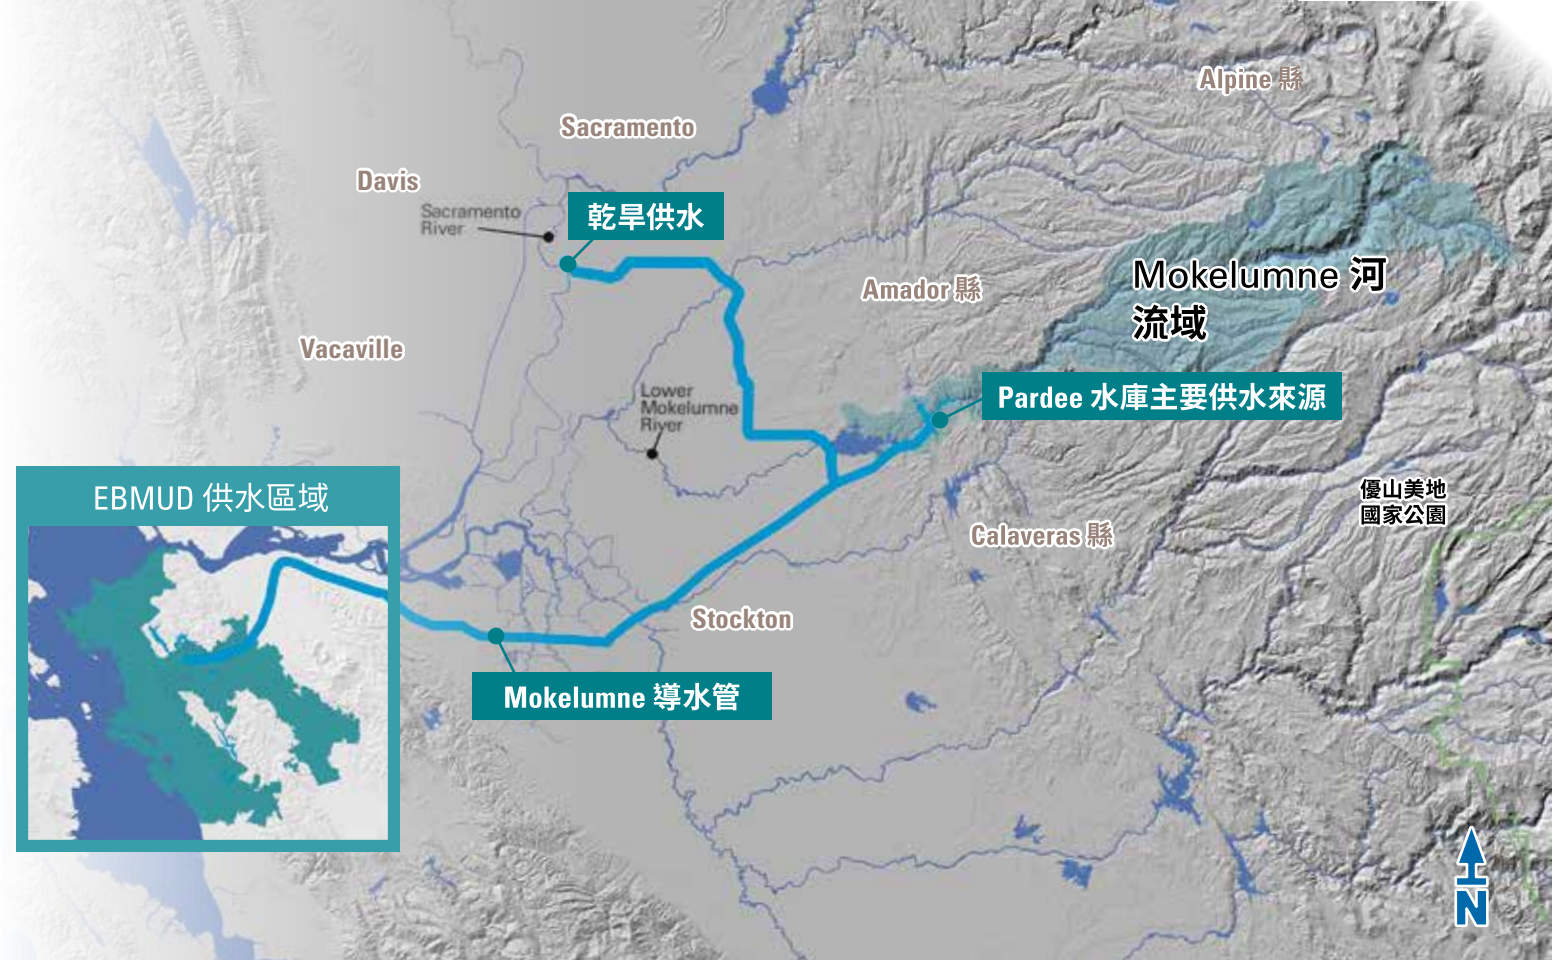 Alpine 縣
Sacramento
Davis
Sacramento
River
乾旱供水
Mokelumne 河
流域
Amador 縣
Vacaville
Lower
Mokelumne
River
Pardee 水庫主要供水來源
EBMUD 供水區域
優山美地
國家公園
Calaveras 縣
Stockton
Mokelumne 導水管
N